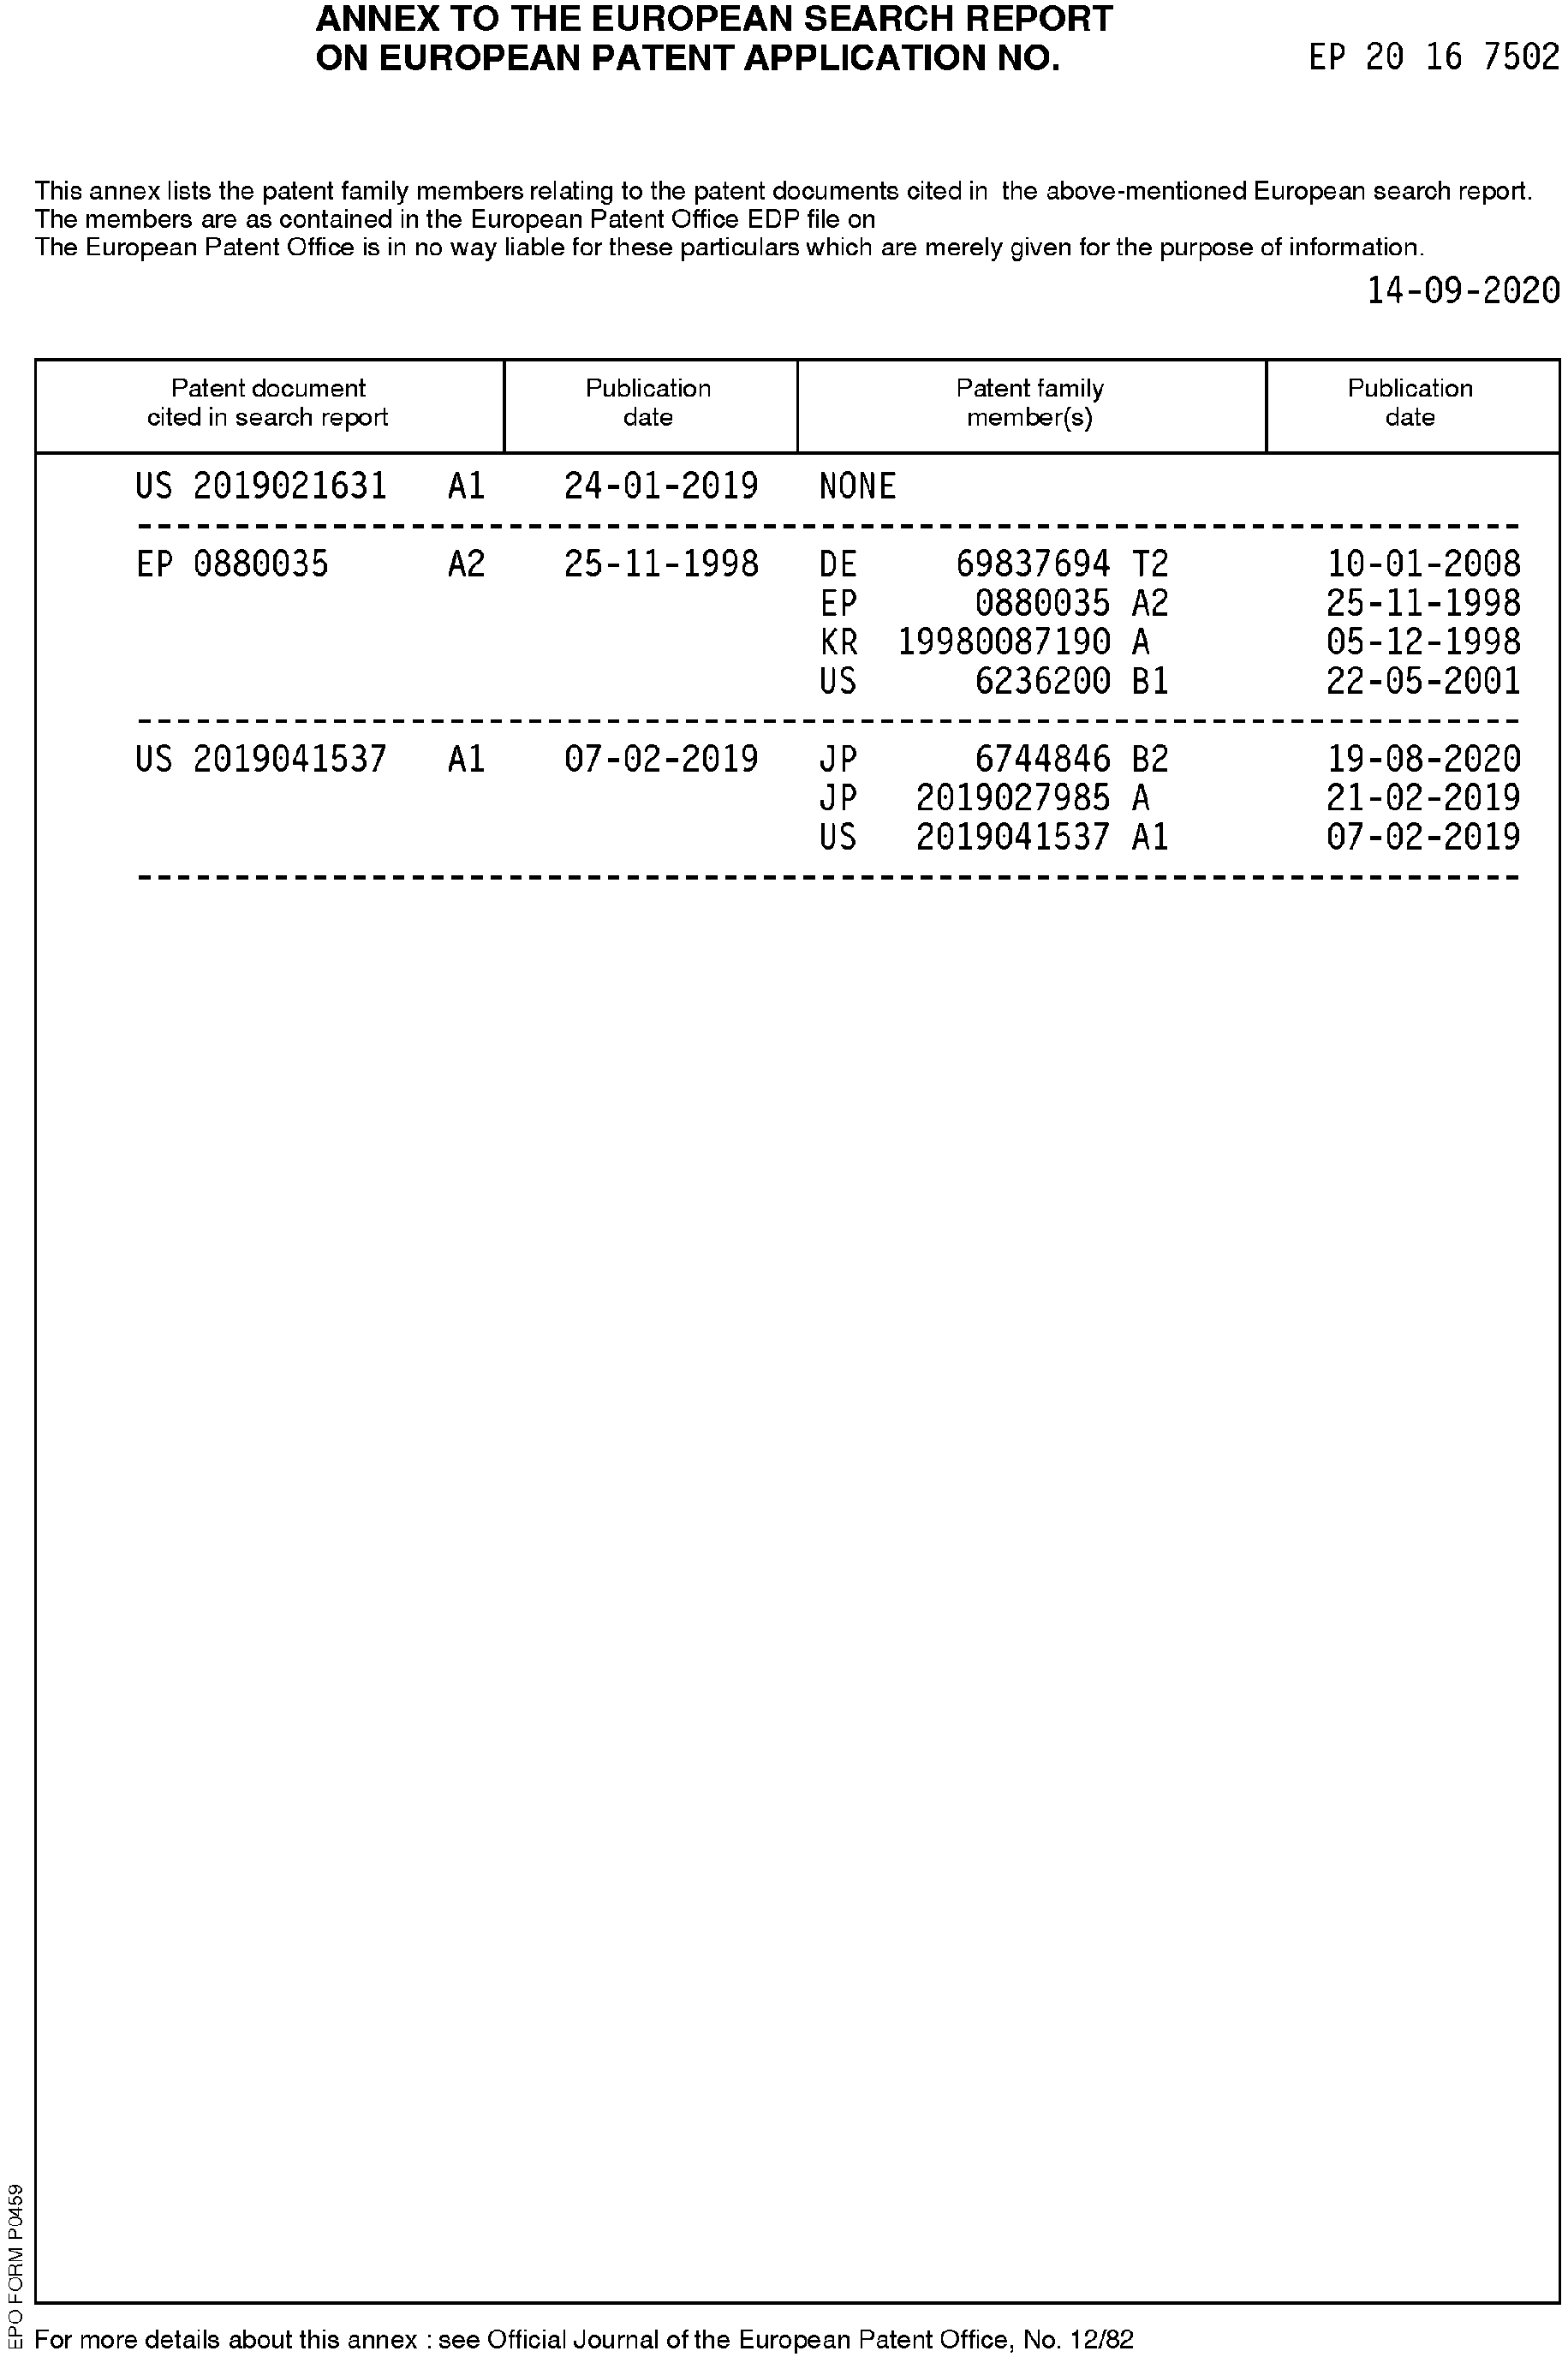 ANNEX TO THE EUROPEAN SEARCH REPORT
ON EUROPEAN PATENT APPLICATION NO. EP 20 16 7502
This annex lists the patent family members relating to the patent documents cited in the above-mentioned European search report.
The members are as contained in the European Patent Office EDP file on
The European Patent Office is in no way liable for these particulars which are merely given for the purpose of information.
14-09-2020
Patent document cited in search report | Publication date | Patent family member(s) | Publication date
US 2019021631 A1 24-01-2019 NONE
EP 0880035 A2 25-11-1998 DE 69837694 T2 10-01-2008
EP 0880035 A2 25-11-1998
KR 19980087190 A 05-12-1998
US 6236200 B1 22-05-2001
US 2019041537 A1 07-02-2019 JP 6744846 B2 19-08-2020
JP 2019027985 A 21-02-2019
US 2019041537 A1 07-02-2019
EPO FORM P0459
For more details about this annex : see Official Journal of the European Patent Office, No. 12/82